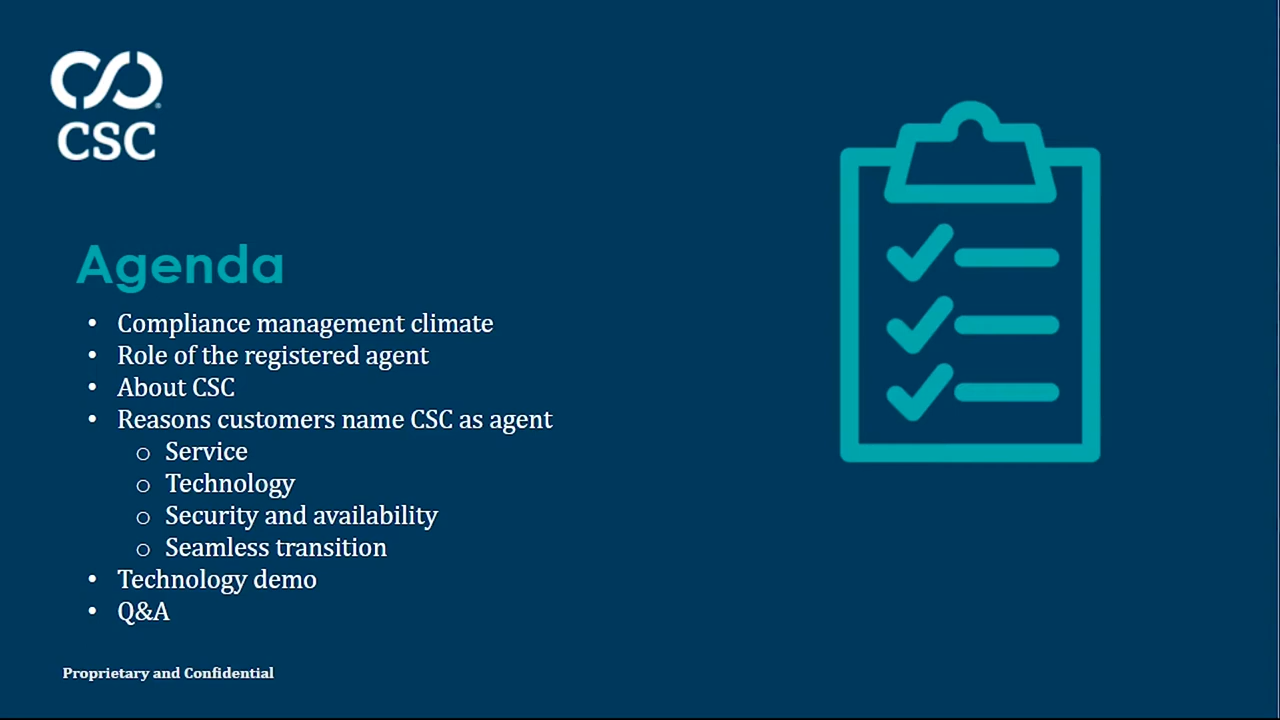 CSC
Agenda
• Compliance management climate
• Role of the registered agent
• About CSC
• Reasons customers name CSC as agent
o Service
o Technology
o Security and availability
o Seamless transition
• Technology demo
• Q&A
Proprietary and Confidential